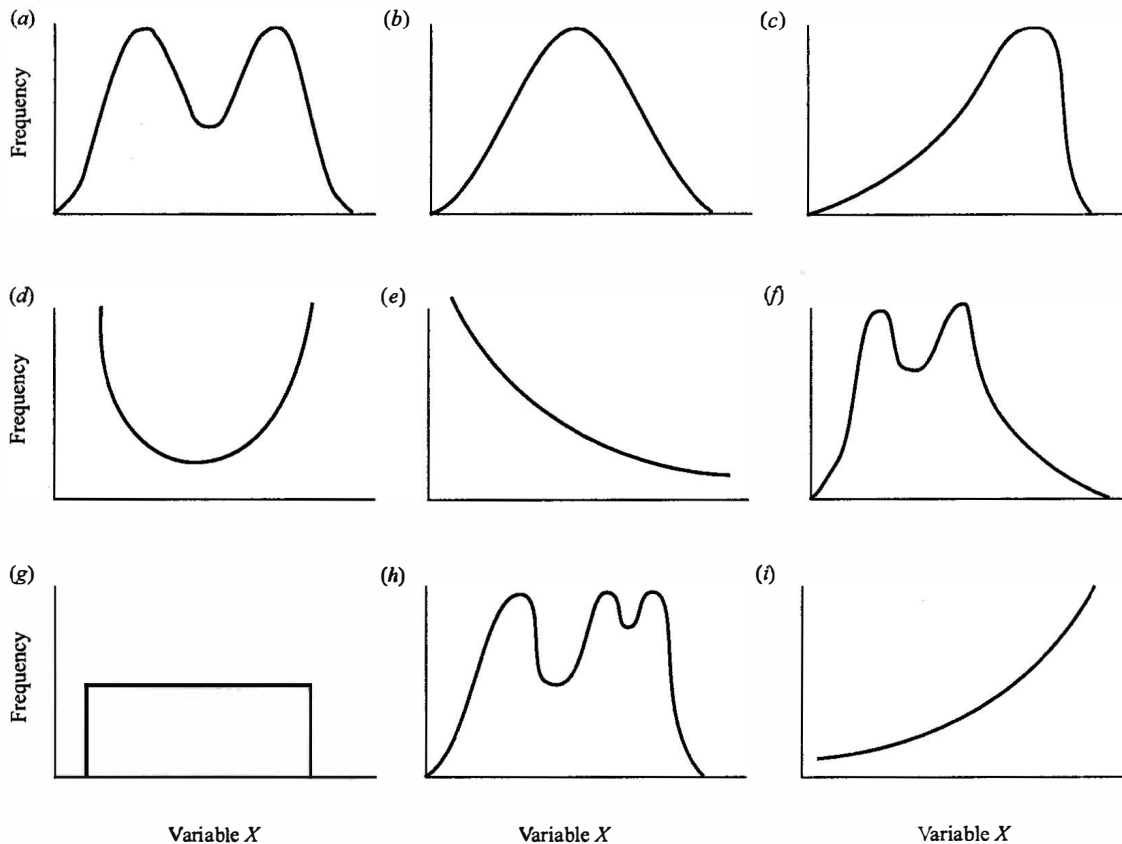 (a)
(b)
(c)
Frequency
(d)
(e)
(f)
Frequency
(g)
(h)
(i)
Frequency
Variable X
Variable X
Variable X